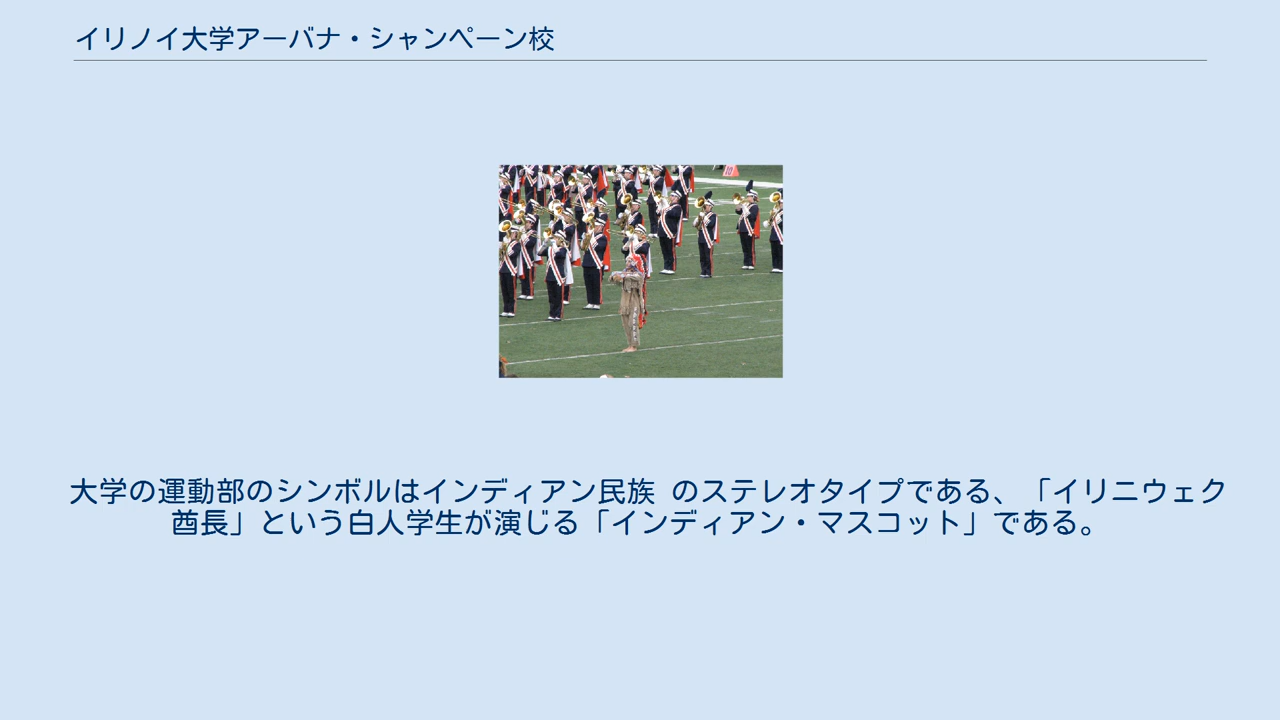 イリノイ大学アーバナ・シャンペーン校
大学の運動部のシンボルはインディアン民族 のステレオタイプである、「イリニウェク
酋長」という白人学生が演じる「インディアン・マスコット」である。